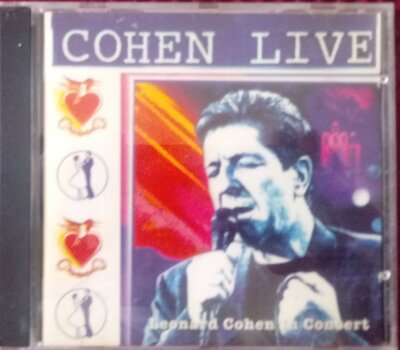 COHEN LIVE
Leonard Cohen in Concert